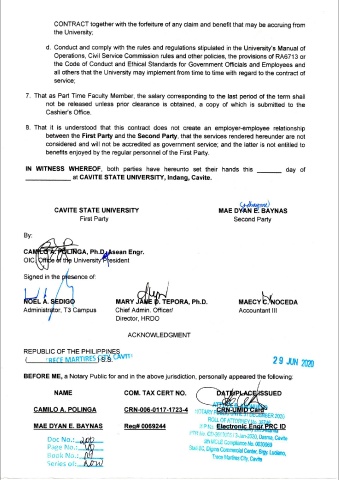 CONTRACT together with the forfeiture of any claim and benefit that may be accruing from
the University;
d. Conduct and comply with the rules and regulations stipulated in the University's Manual of
Operations, Civil Service Commission rules and other policies, the provisions of RA6713 or
the Code of Conduct and Ethical Standards for Government Officials and Employees and
all others that the University may implement from time to time with regard to the contract of
service;
7. That as Part Time Faculty Member, the salary corresponding to the last period of the term shall
not be released unless prior clearance is obtained, a copy of which is submitted to the
Cashier's Office.
8. That it is understood that this contract does not create an employer-employee relationship
between the First Party and the Second Party, that the services rendered hereunder are not
considered and will not be accredited as government service; and the latter is not entitled to
benefits enjoyed by the regular personnel of the First Party.
IN WITNESS WHEREOF, both parties have hereunto set their hands this ______ day of
____________ at CAVITE STATE UNIVERSITY, Indang, Cavite.
CAVITE STATE UNIVERSITY MAE DYAN E. BAYNAS
First Party Second Party
By:
CAMILO A. POLINGA, Ph.D. Asean Engr.
OIC, Office of the University President
Signed in the presence of:
NOEL A. SEDIGO MARY JANE D. TEPORA, Ph.D. MAECY C. NOCEDA
Administrator, T3 Campus Chief Admin. Officer/ Accountant III
Director, HRDO
ACKNOWLEDGMENT
REPUBLIC OF THE PHILIPPINES
TRECE MARTIRES CAVITE ) S.S. 29 JUN 2020
BEFORE ME, a Notary Public for and in the above jurisdiction, personally appeared the following:
NAME COM. TAX CERT NO. DATE/PLACE ISSUED
CAMILO A. POLINGA CRN-006-0117-1723-4 CRN-UMID Card
MAE DYAN E. BAYNAS Reg# 0069244 Electronic Engr PRC ID
Doc No.:
Page No.
Book No.:
Series of:
Trece Martires City, Cavite